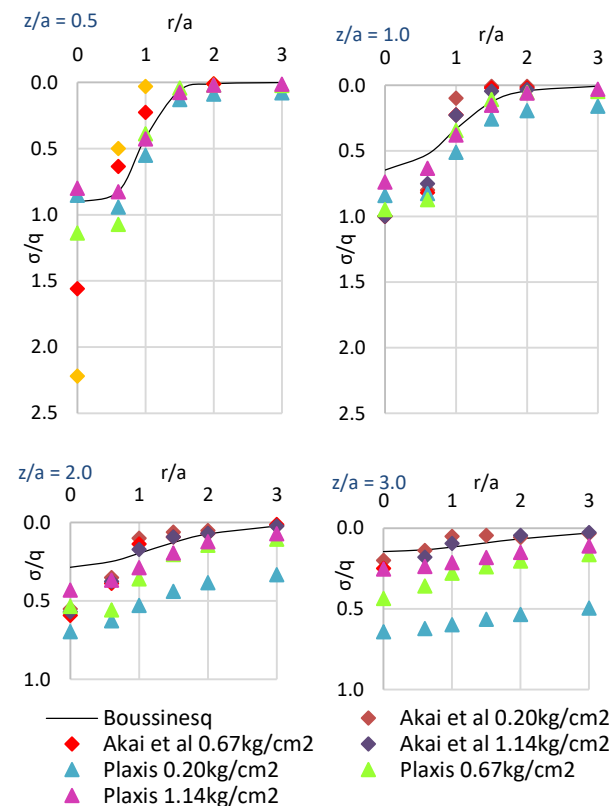 z/a = 0.5
r/a
0 1 2 3
0.0
0.5
1.0
1.5
2.0
2.5
σ/q
z/a = 1.0
r/a
0 1 2 3
0.0
0.5
1.0
1.5
2.0
2.5
σ/q
z/a = 2.0
r/a
0 1 2 3
0.0
0.5
1.0
σ/q
z/a = 3.0
r/a
0 1 2 3
0.0
0.5
1.0
σ/q
Boussinesq
Akai et al 0.20kg/cm2
Akai et al 0.67kg/cm2
Akai et al 1.14kg/cm2
Plaxis 0.20kg/cm2
Plaxis 0.67kg/cm2
Plaxis 1.14kg/cm2